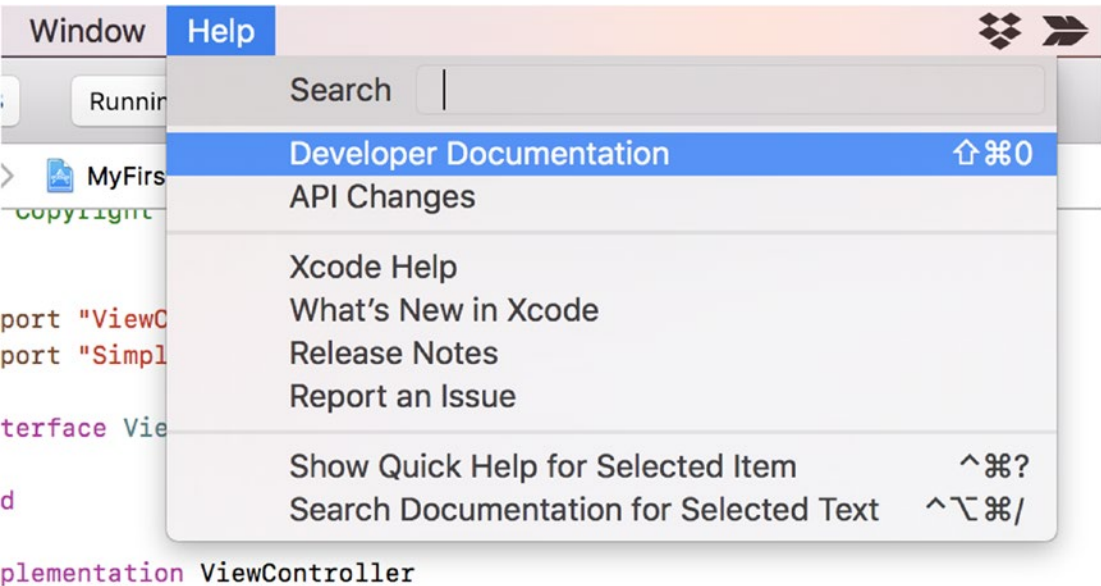 Window Help
Search
Runnin
Developer Documentation ⇧⌘0
MyFirs
API Changes
Copyright
Xcode Help
What's New in Xcode
port "ViewC
Release Notes
port "Simpl
Report an Issue
terface Vie
Show Quick Help for Selected Item ^⌘?
d
Search Documentation for Selected Text ^⌥⌘/
plementation ViewController